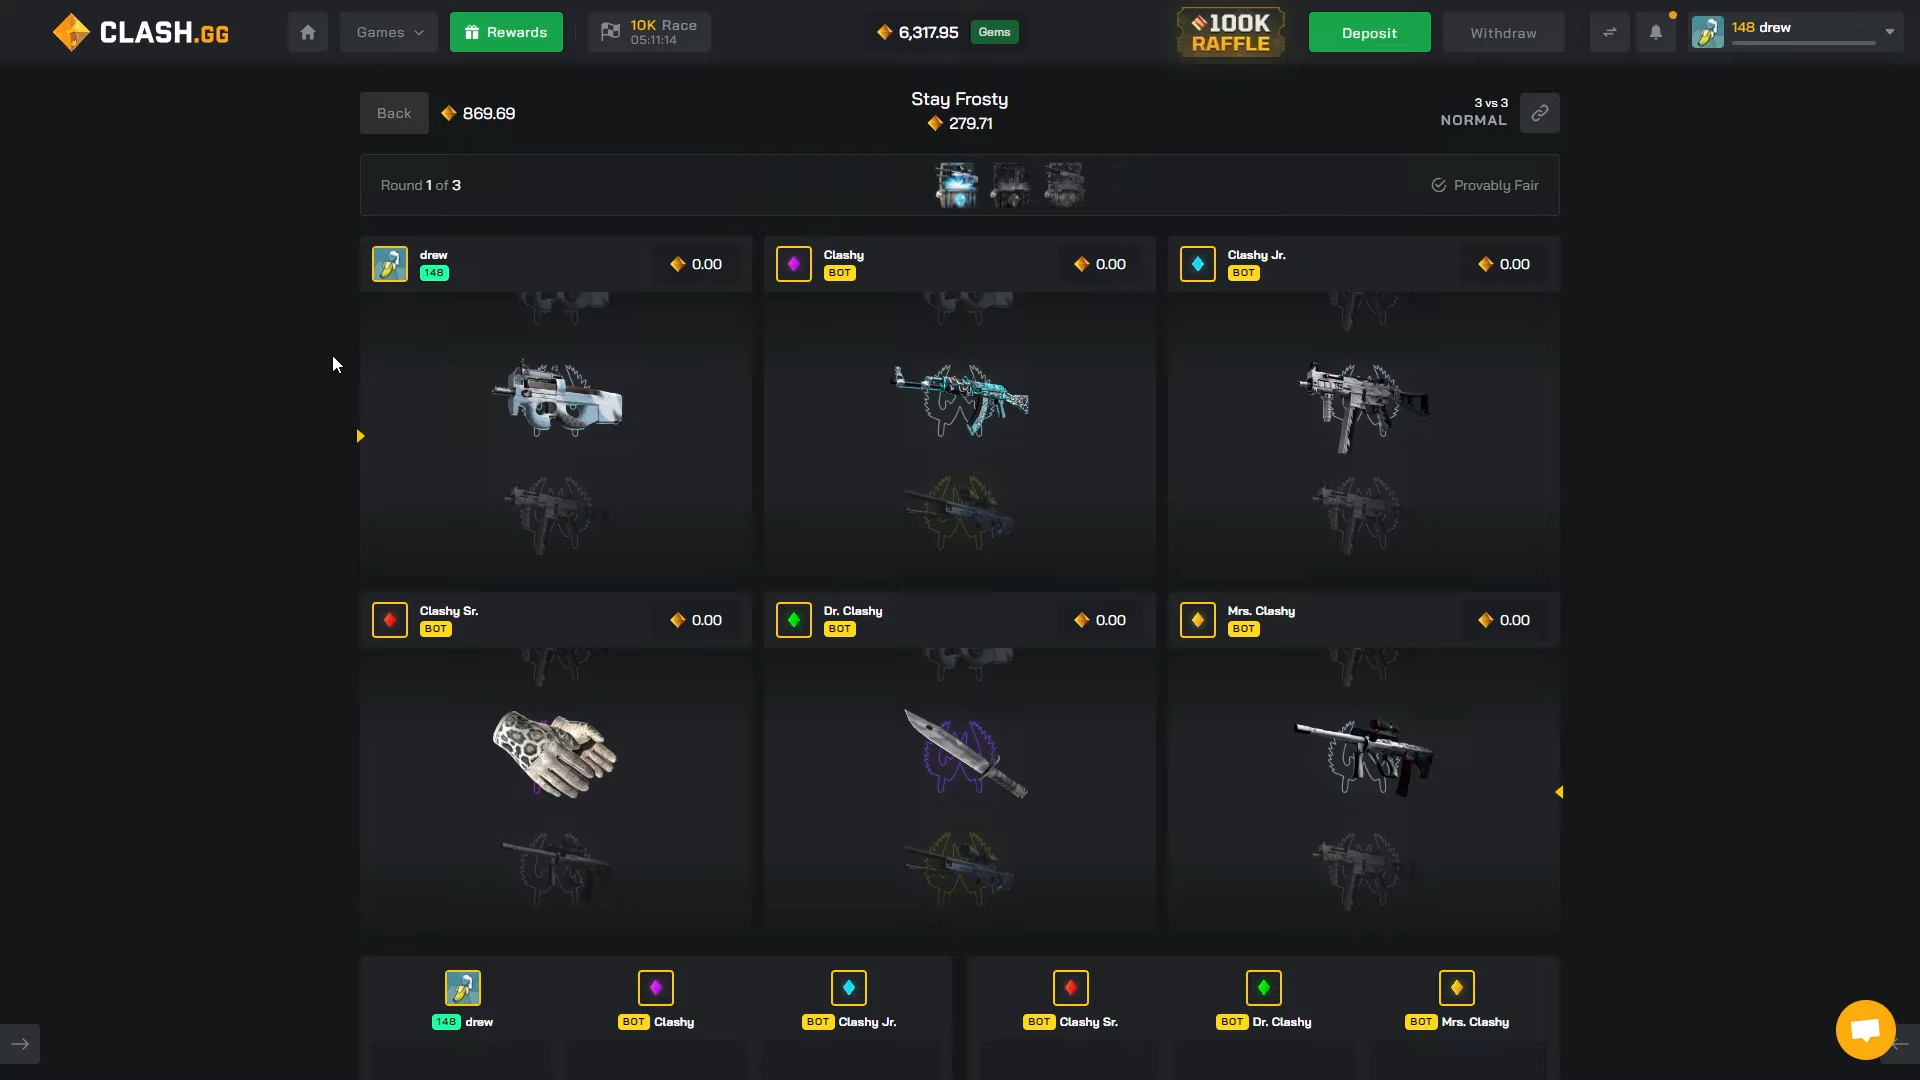 CLASH.GG
Games
Rewards
10K Race
05:11:14
6,317.95
Gems
100K
RAFFLE
Deposit
Withdraw
148 drew
Back
869.69
Stay Frosty
279.71
3 vs 3
NORMAL
Round 1 of 3
Provably Fair
drew
148
0.00
Clashy
BOT
0.00
Clashy Jr.
BOT
0.00
Clashy Sr.
BOT
0.00
Dr. Clashy
BOT
0.00
Mrs. Clashy
BOT
0.00
148 drew
BOT Clashy
BOT Clashy Jr.
BOT Clashy Sr.
BOT Dr. Clashy
BOT Mrs. Clashy